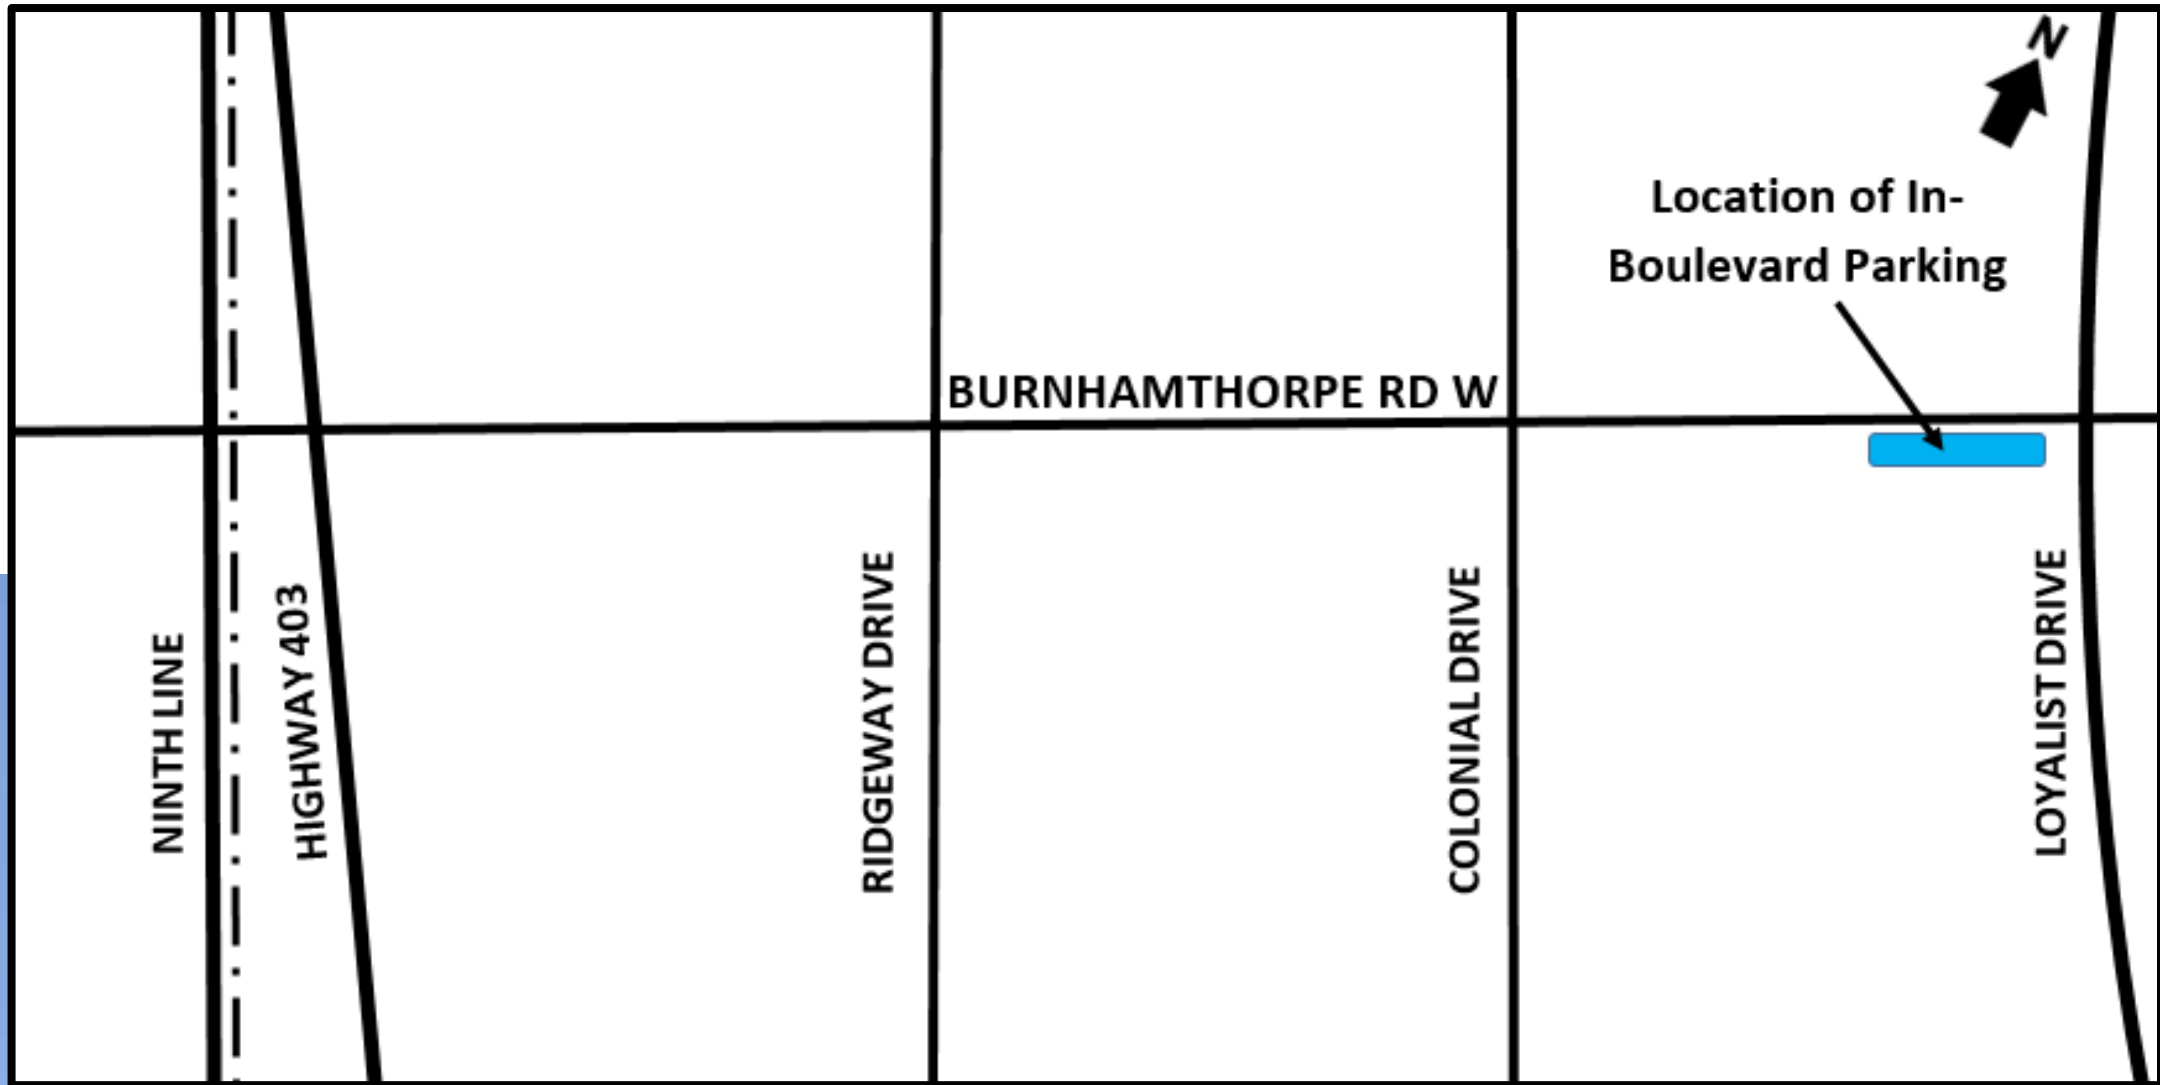 N
Location of In-
Boulevard Parking
BURNHAMTHORPE RD W
NINTH LINE
HIGHWAY 403
RIDGEWAY DRIVE
COLONIAL DRIVE
LOYALIST DRIVE